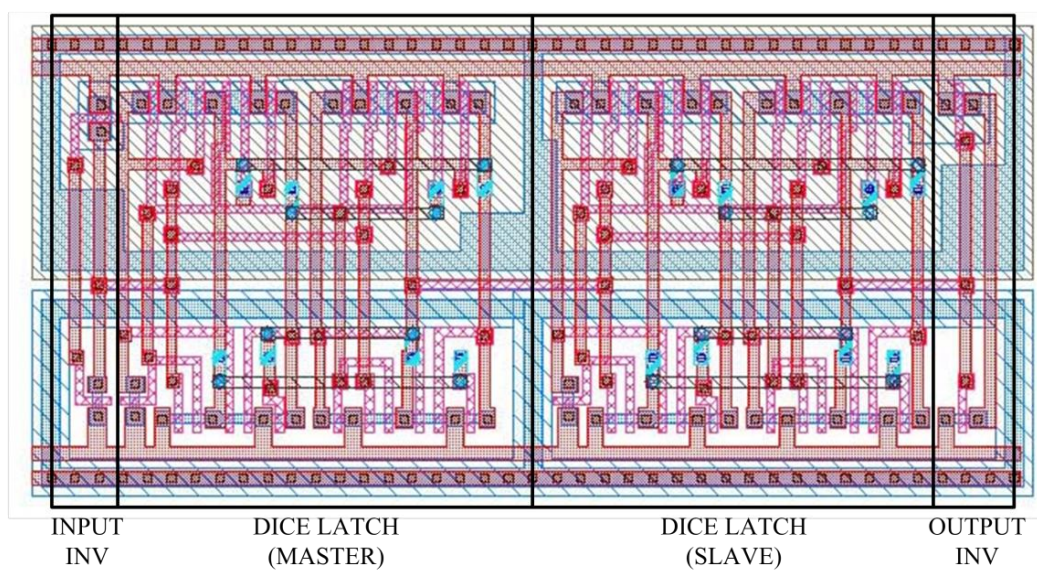 INPUT
INV
DICE LATCH
(MASTER)
DICE LATCH
(SLAVE)
OUTPUT
INV